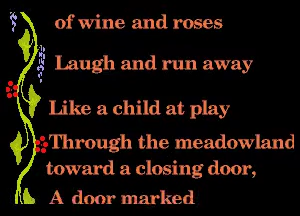 of wine and roses
Laugh and run away
Like a child at play
Through the meadowland
toward a closing door,
A door marked